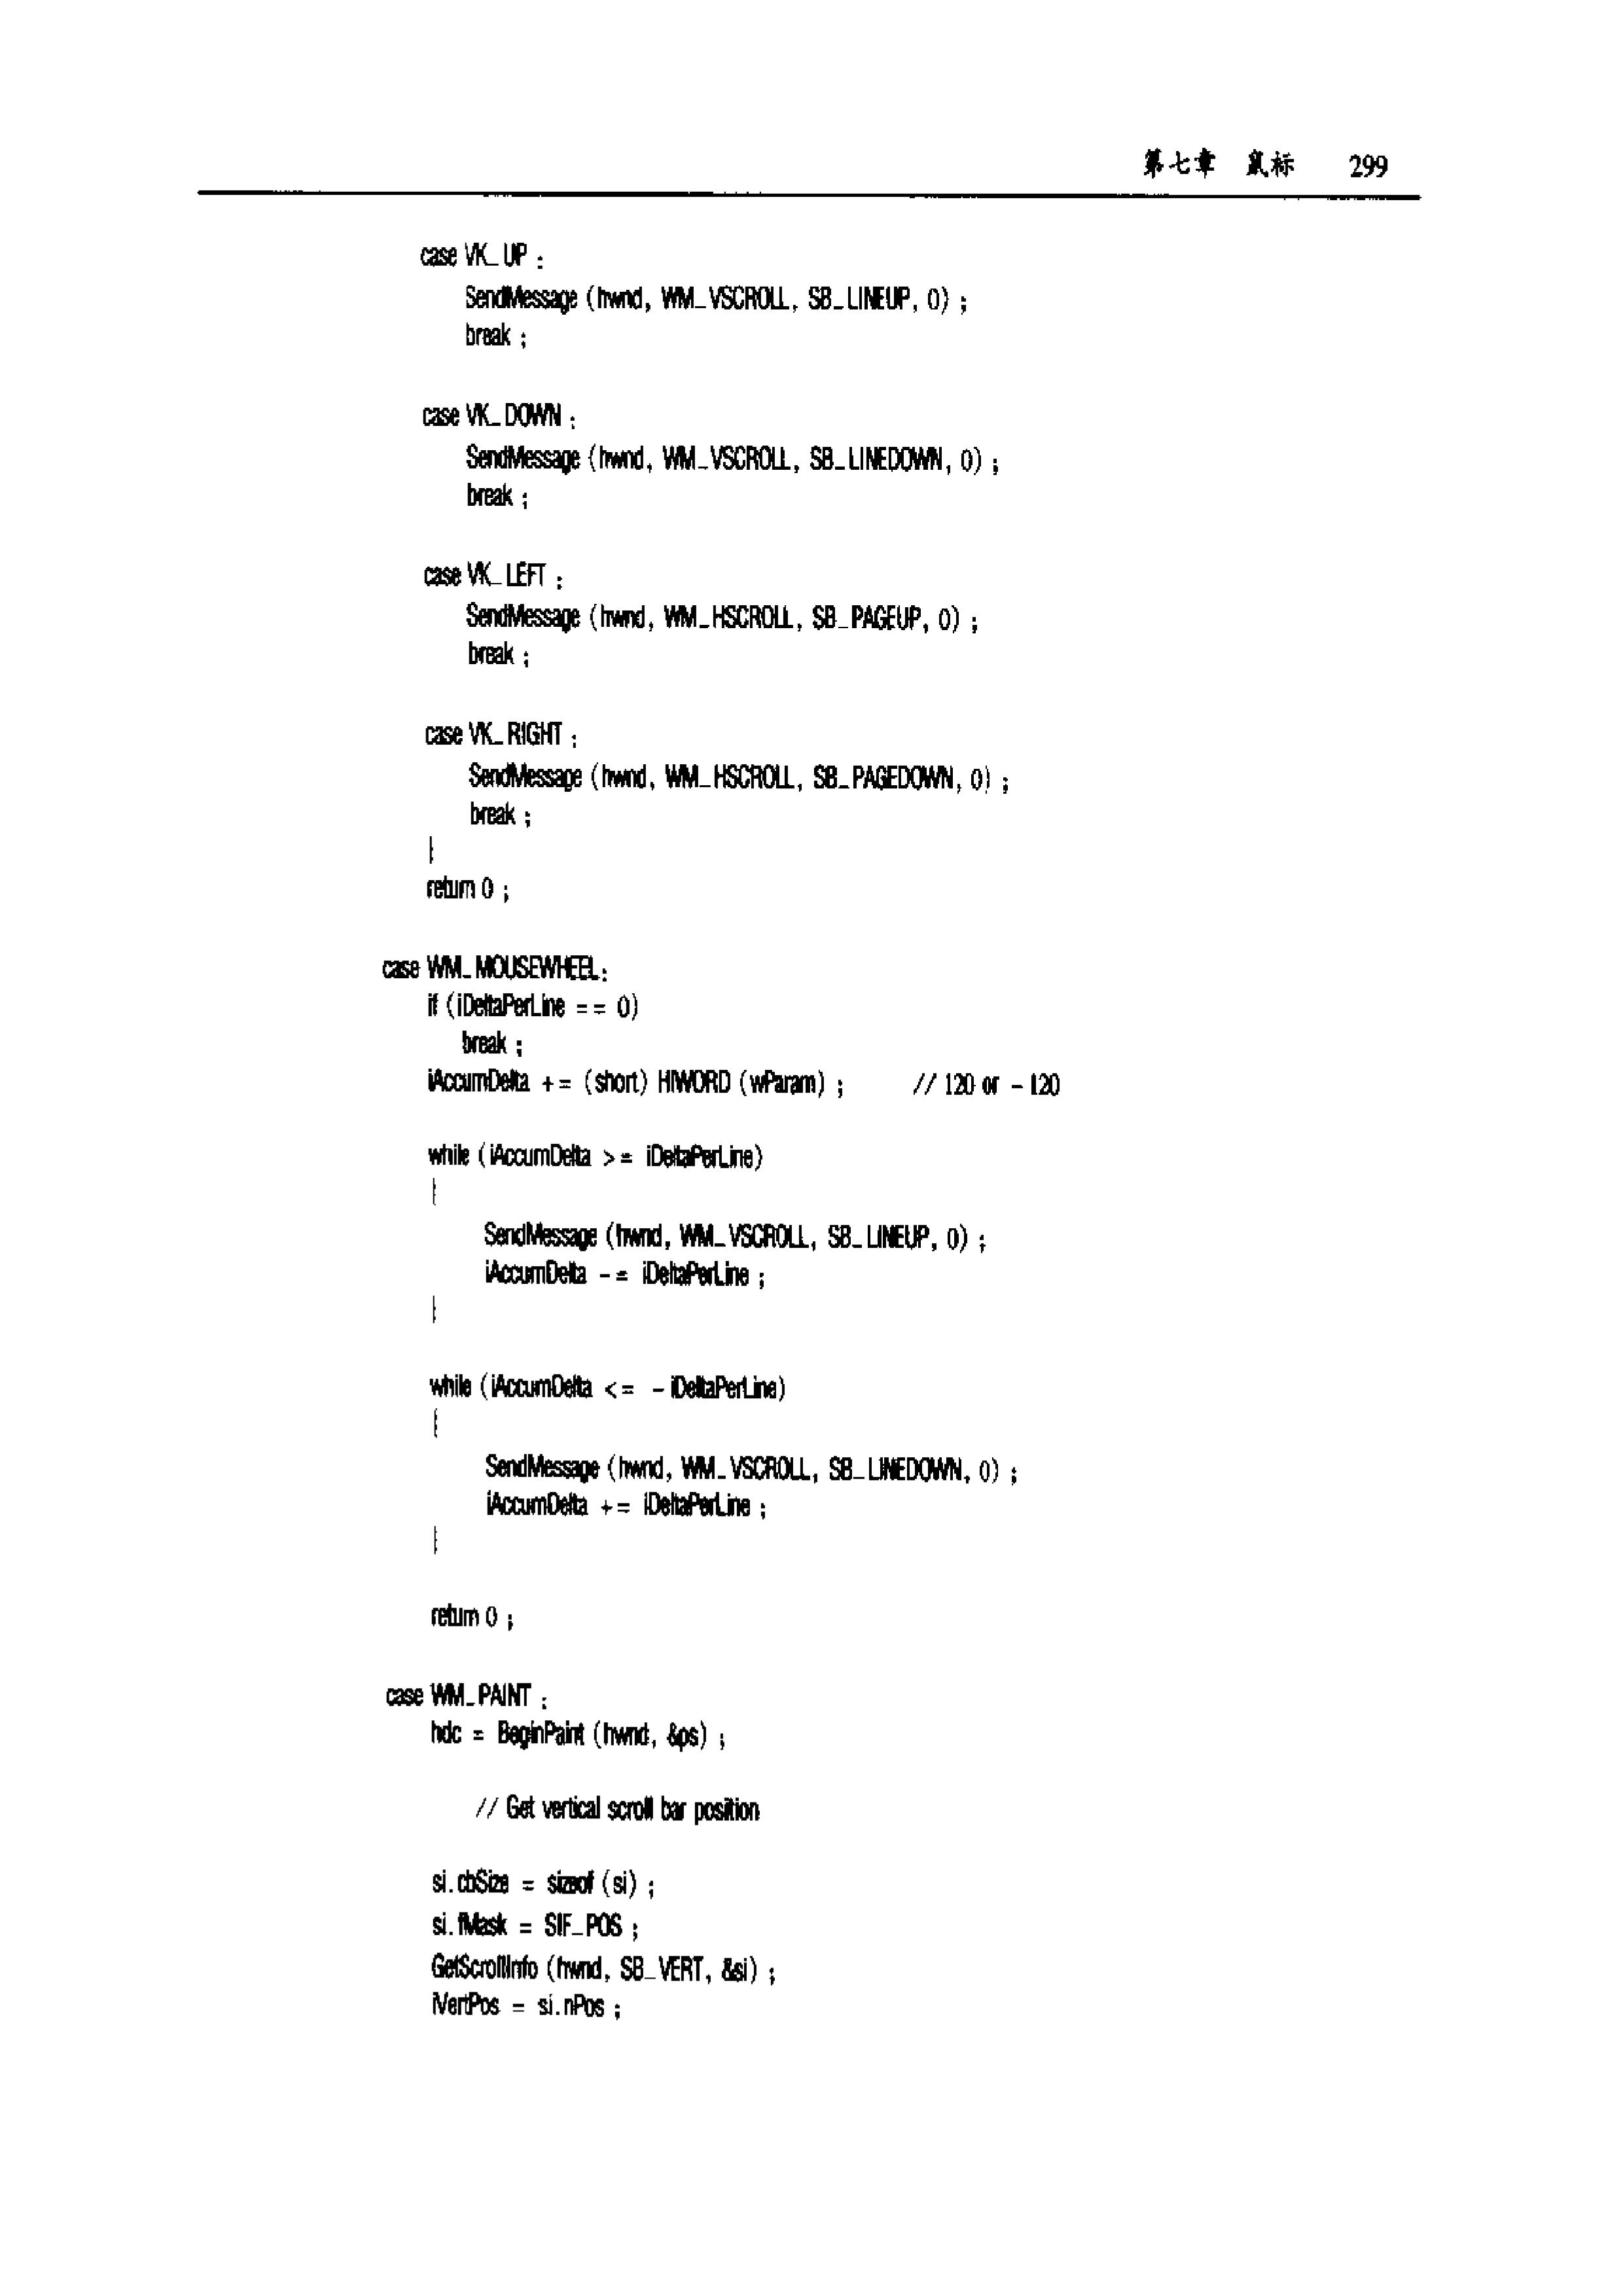 第七章 鼠标 299
case VK_UP :
SendMessage (hwnd, WM_VSCROLL, SB_LINEUP, 0) ;
break ;
case VK_DOWN :
SendMessage (hwnd, WM_VSCROLL, SB_LINEDOWN, 0) ;
break ;
case VK_LEFT :
SendMessage (hwnd, WM_HSCROLL, SB_PAGEUP, 0) ;
break ;
case VK_RIGHT :
SendMessage (hwnd, WM_HSCROLL, SB_PAGEDOWN, 0) ;
break ;
}
return 0 ;
case WM_MOUSEWHEEL:
if (iDeltaPerLine == 0)
break ;
iAccumDelta += (short) HIWORD (wParam) ; // 120 or -120
while (iAccumDelta >= iDeltaPerLine)
{
SendMessage (hwnd, WM_VSCROLL, SB_LINEUP, 0) ;
iAccumDelta -= iDeltaPerLine ;
}
while (iAccumDelta <= -iDeltaPerLine)
{
SendMessage (hwnd, WM_VSCROLL, SB_LINEDOWN, 0) ;
iAccumDelta += iDeltaPerLine ;
}
return 0 ;
case WM_PAINT :
hdc = BeginPaint (hwnd, &ps) ;
// Get vertical scroll bar position
si.cbSize = sizeof (si) ;
si.fMask = SIF_POS ;
GetScrollInfo (hwnd, SB_VERT, &si) ;
iVertPos = si.nPos ;